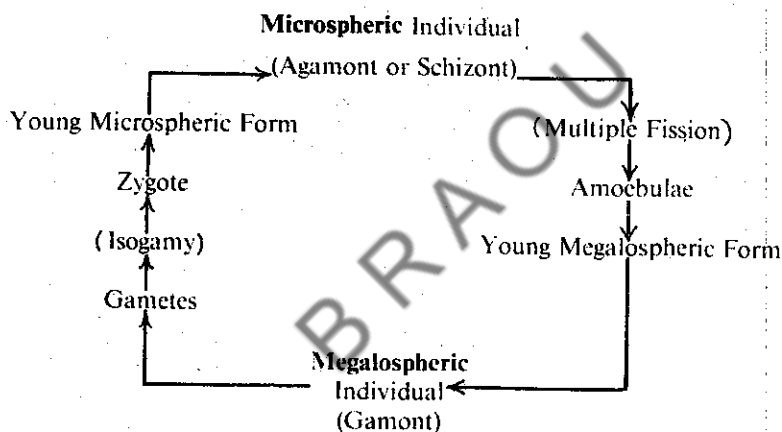 Microspheric Individual
(Agamont or Schizont)
Young Microspheric Form
(Multiple Fission)
Zygote
Amoebulae
(Isogamy)
Young Megalospheric Form
Gametes
Megalospheric
Individual
(Gamont)
BRAOU